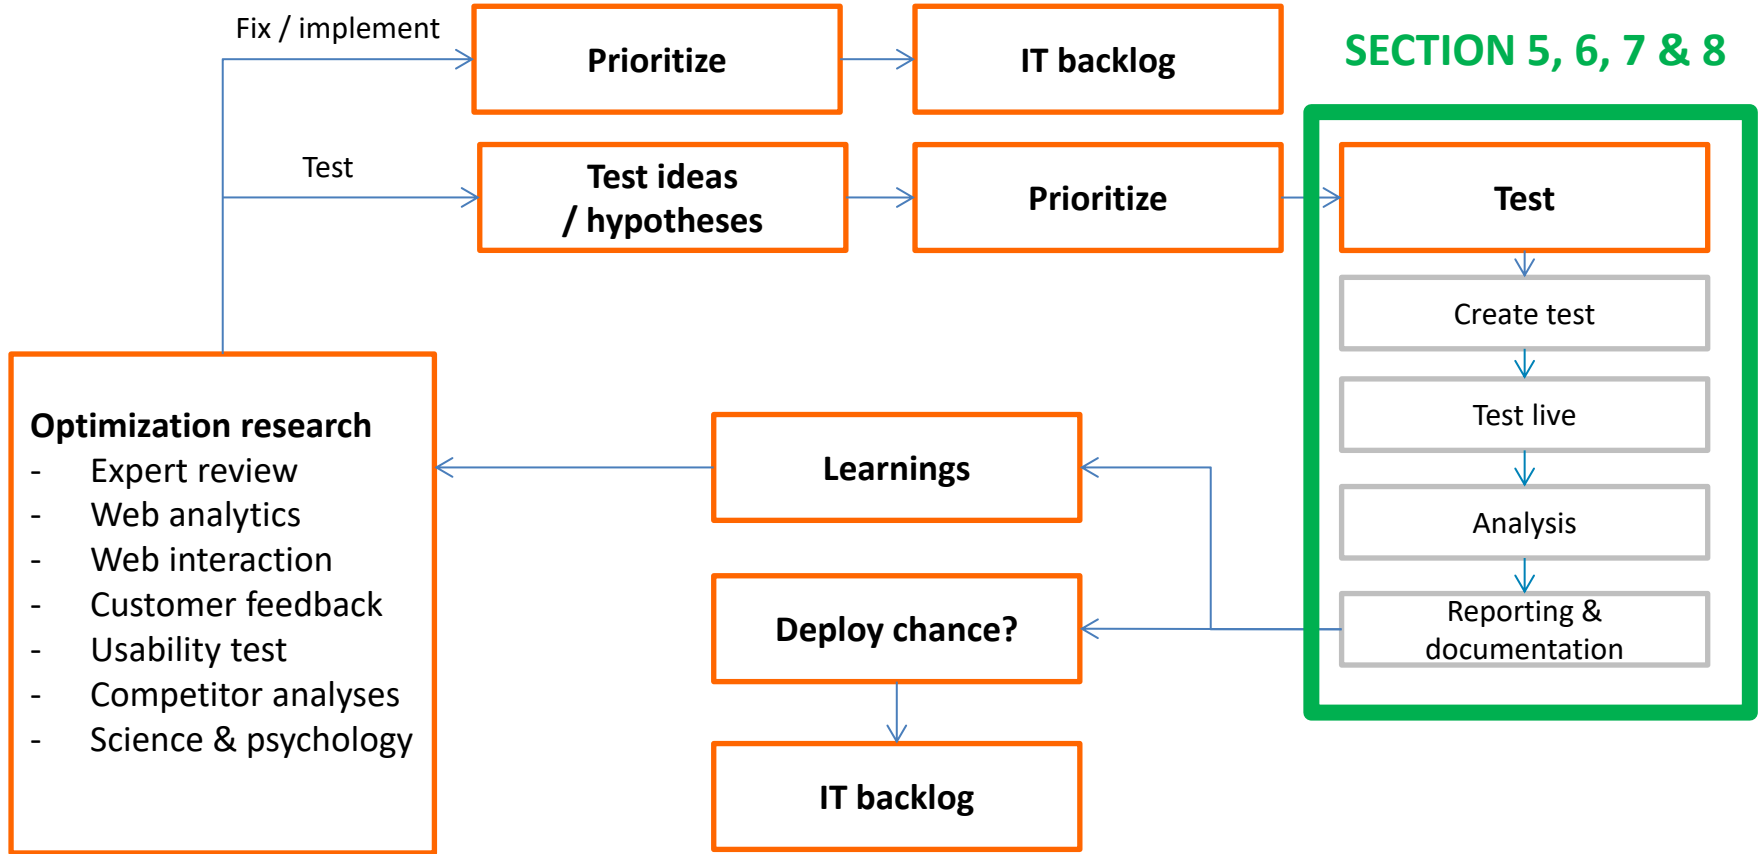 Fix / implement
Prioritize
IT backlog
SECTION 5, 6, 7 & 8
Test
Test ideas
/ hypotheses
Prioritize
Test
Create test
Test live
Analysis
Reporting &
documentation
Optimization research
- Expert review
- Web analytics
- Web interaction
- Customer feedback
- Usability test
- Competitor analyses
- Science & psychology
Learnings
Deploy chance?
IT backlog